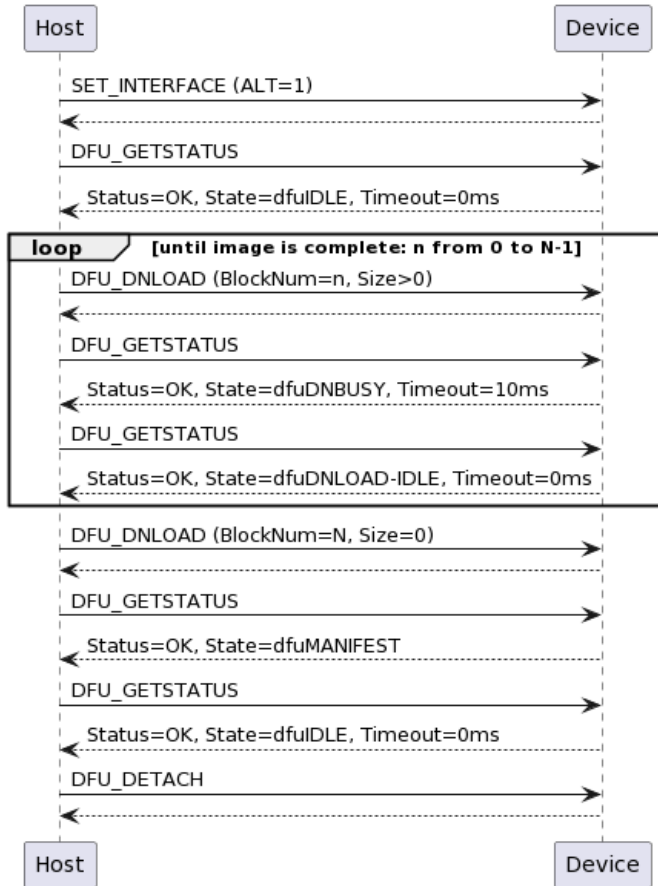 Host Device
SET_INTERFACE (ALT=1)
DFU_GETSTATUS
Status=OK, State=dfuIDLE, Timeout=0ms
loop [until image is complete: n from 0 to N-1]
DFU_DNLOAD (BlockNum=n, Size>0)
DFU_GETSTATUS
Status=OK, State=dfuDNBUSY, Timeout=10ms
DFU_GETSTATUS
Status=OK, State=dfuDNLOAD-IDLE, Timeout=0ms
DFU_DNLOAD (BlockNum=N, Size=0)
DFU_GETSTATUS
Status=OK, State=dfuMANIFEST
DFU_GETSTATUS
Status=OK, State=dfuIDLE, Timeout=0ms
DFU_DETACH
Host Device